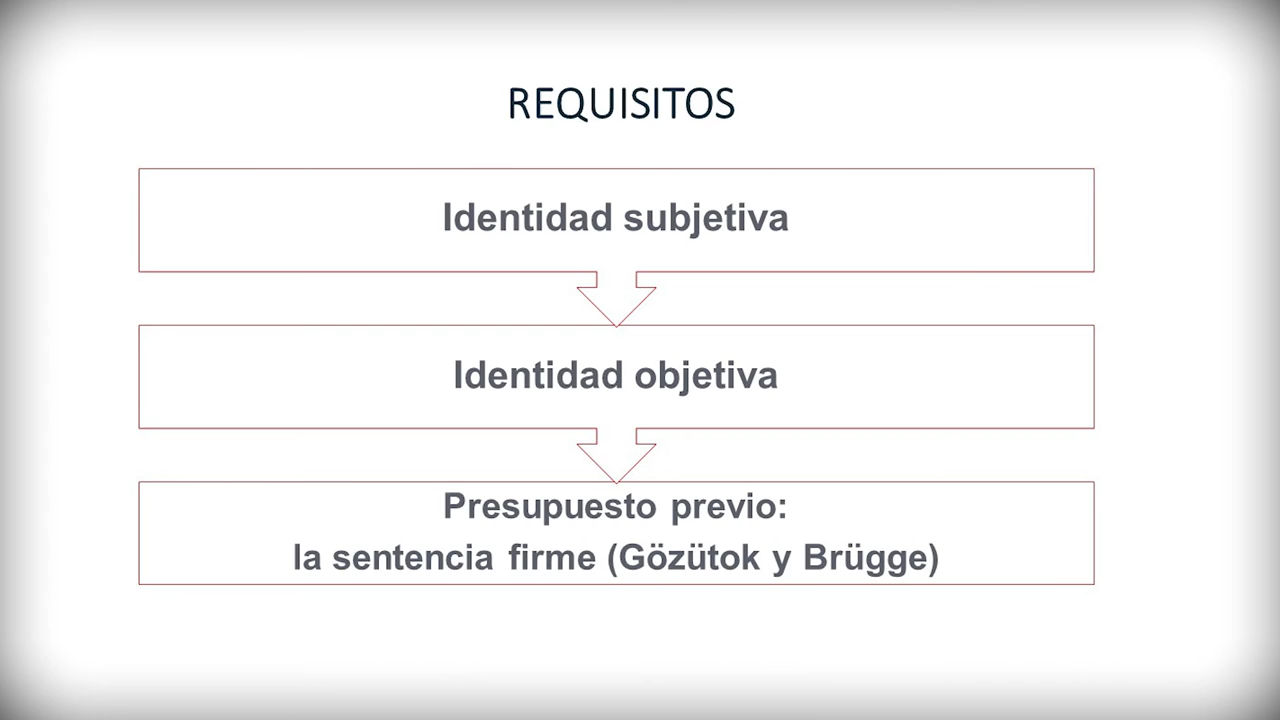 REQUISITOS
Identidad subjetiva
Identidad objetiva
Presupuesto previo:
la sentencia firme (Gözütok y Brügge)